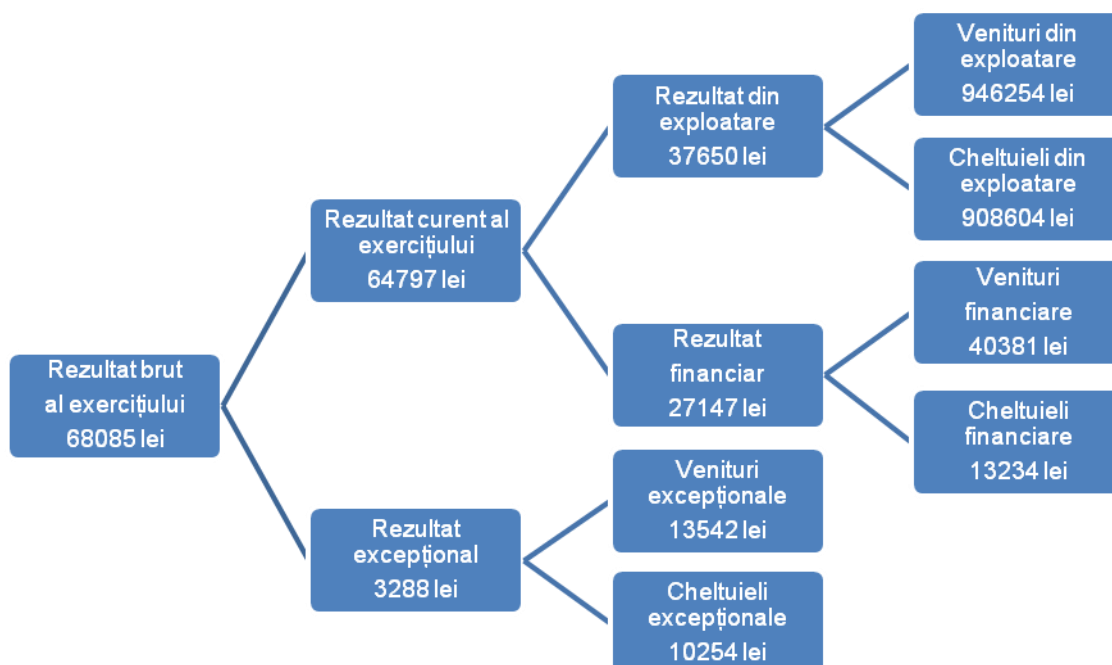 Venituri din
exploatare
946254 lei
Rezultat din
exploatare
37650 lei
Cheltuieli din
exploatare
908604 lei
Rezultat curent al
exercițiului
64797 lei
Venituri
financiare
40381 lei
Rezultat
financiar
27147 lei
Rezultat brut
al exercițiului
68085 lei
Cheltuieli
financiare
13234 lei
Venituri
excepționale
13542 lei
Rezultat
excepțional
3288 lei
Cheltuieli
excepționale
10254 lei